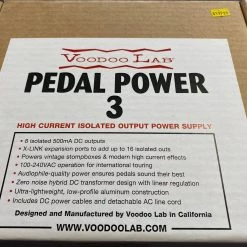 VOODOO LAB
PEDAL POWER
3
HIGH CURRENT ISOLATED OUTPUT POWER SUPPLY
• 8 isolated 500mA DC outputs
• X-LINK expansion ports to add up to 16 isolated outs
• Powers vintage stompboxes & modern high current effects
• 100-240VAC operation for international touring
• Audiophile-quality power ensures pedals sound their best
• Zero noise hybrid DC transformer design with linear regulation
• Ultra-lightweight, low-profile aluminum construction
• Includes DC power cables and detachable AC line cord
Designed and Manufactured by Voodoo Lab in California
WWW.VOODOOLAB.COM